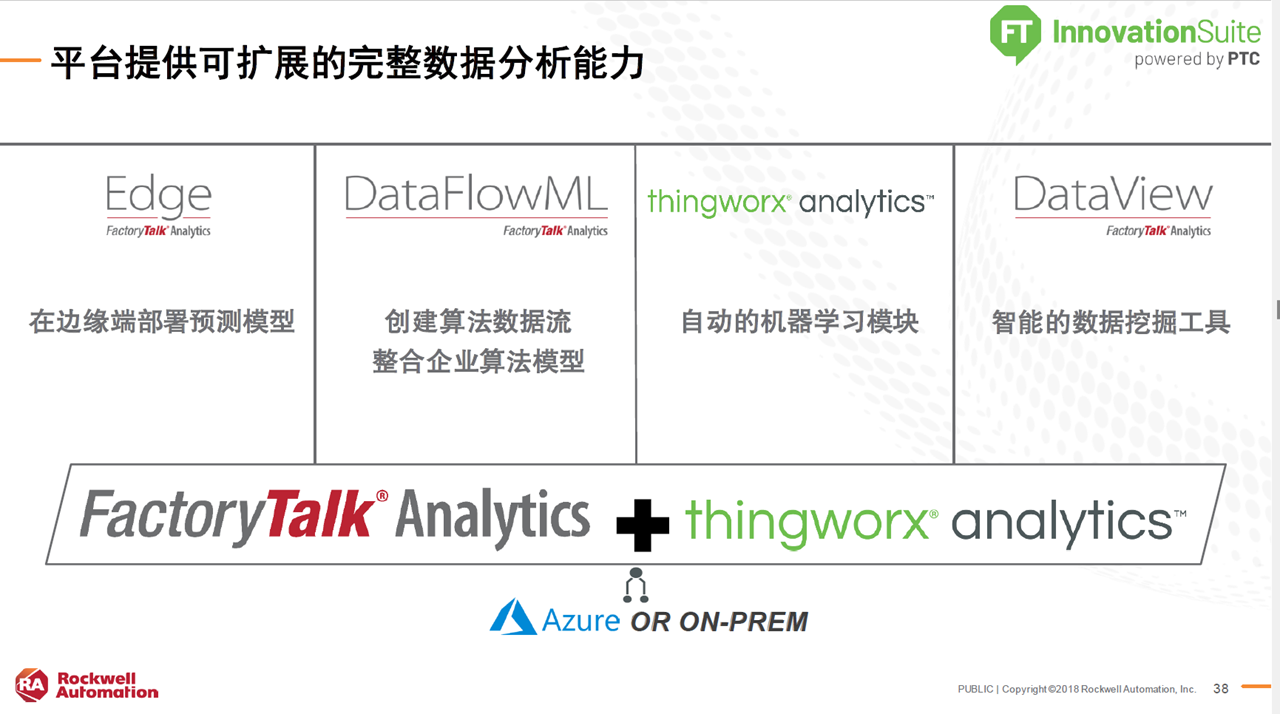 平台提供可扩展的完整数据分析能力
FT InnovationSuite
powered by PTC
Edge
FactoryTalk® Analytics
在边缘端部署预测模型
DataFlowML
FactoryTalk® Analytics
创建算法数据流
整合企业算法模型
thingworx® analytics™
自动的机器学习模块
DataView
FactoryTalk® Analytics
智能的数据挖掘工具
FactoryTalk® Analytics + thingworx® analytics™
Azure OR ON-PREM
RA Rockwell
Automation
PUBLIC | Copyright ©2018 Rockwell Automation, Inc. 38